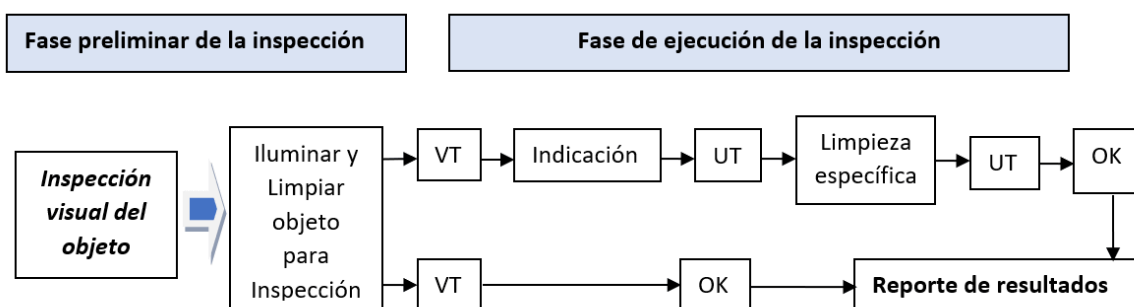 Fase preliminar de la inspección
Fase de ejecución de la inspección
Inspección
visual del
objeto
Iluminar y
Limpiar
objeto
para
Inspección
VT
Indicación
UT
Limpieza
específica
UT
OK
VT
OK
Reporte de resultados